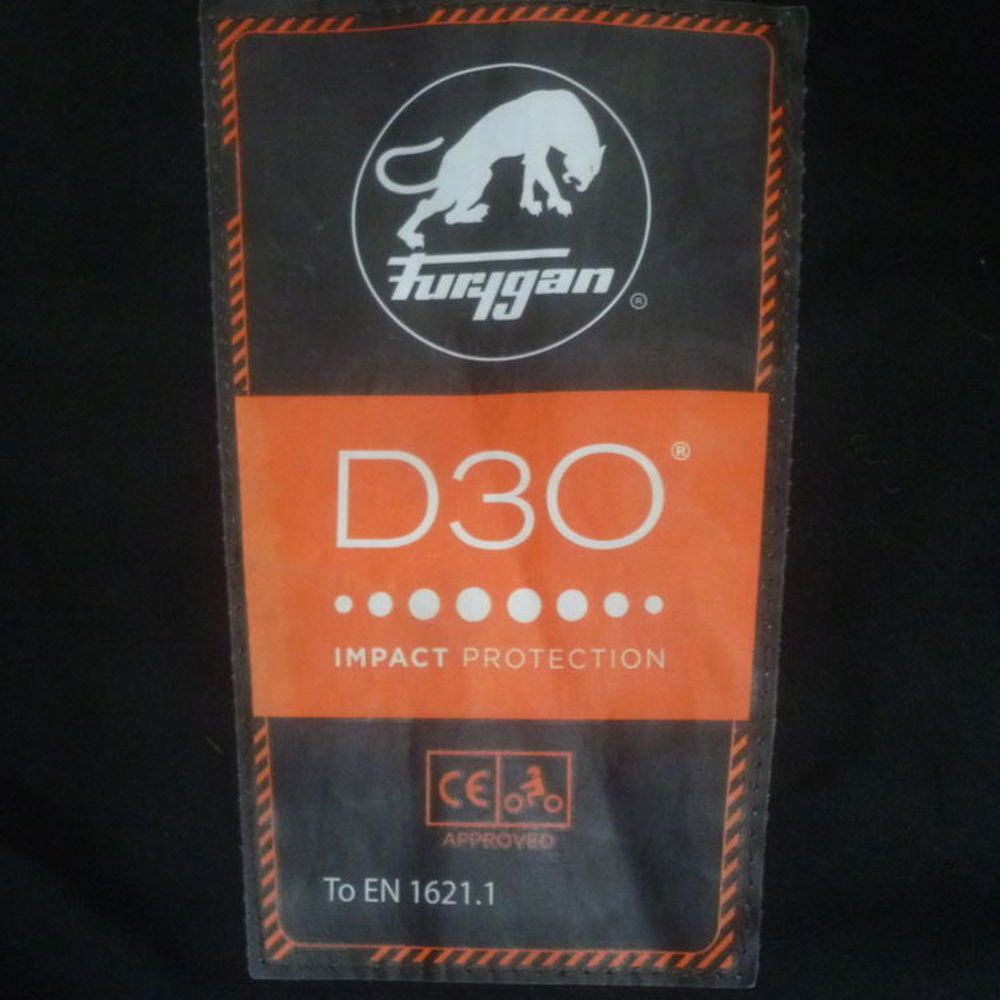 Furygan ®
D3O®
IMPACT PROTECTION
CE
APPROVED
To EN 1621.1